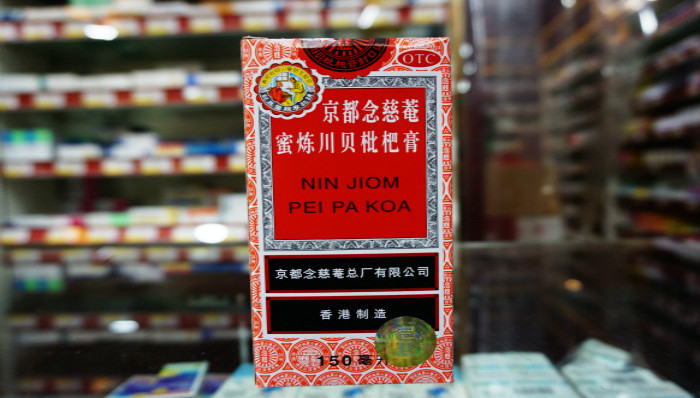 OTC
京都念慈菴
蜜炼川贝枇杷膏
NIN JIOM
PEI PA KOA
京都念慈菴总厂有限公司
香港制造
150毫